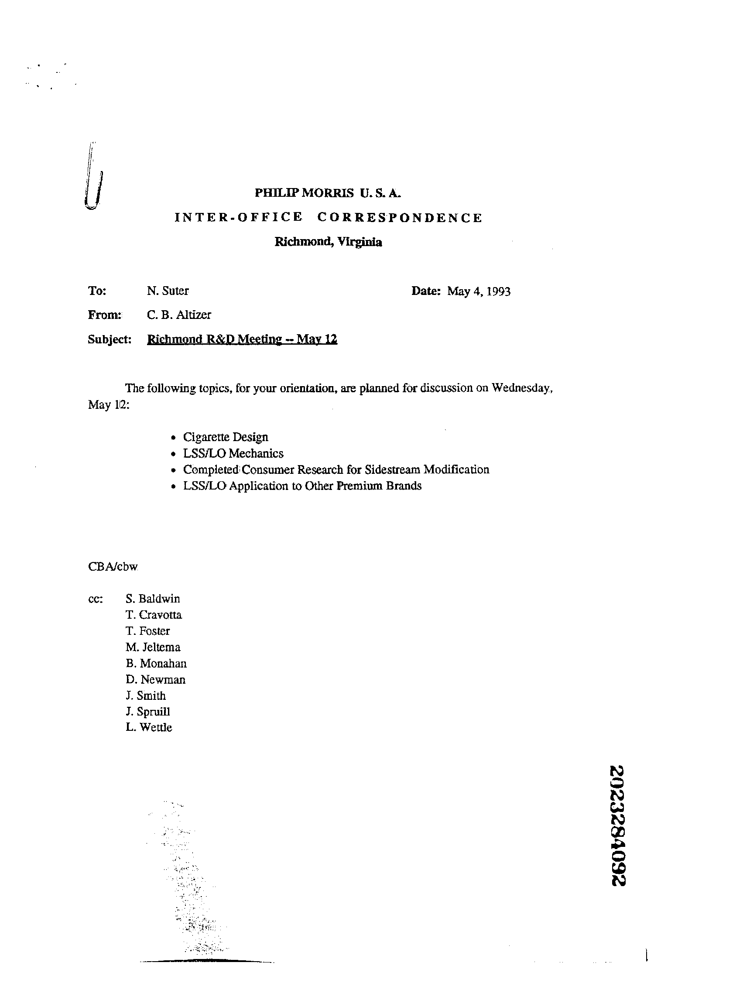 PHILIP MORRIS U. S. A.
INTER-OFFICE CORRESPONDENCE
Richmond, Virginia
To: N. Suter Date: May 4, 1993
From: C. B. Altizer
Subject: Richmond R&D Meeting -- May 12
The following topics, for your orientation, are planned for discussion on Wednesday,
May 12:
• Cigarette Design
• LSS/LO Mechanics
• Completed Consumer Research for Sidestream Modification
• LSS/LO Application to Other Premium Brands
CBA/cbw
cc: S. Baldwin
T. Cravotta
T. Foster
M. Jeltema
B. Monahan
D. Newman
J. Smith
J. Spruill
L. Wettle
2023284092